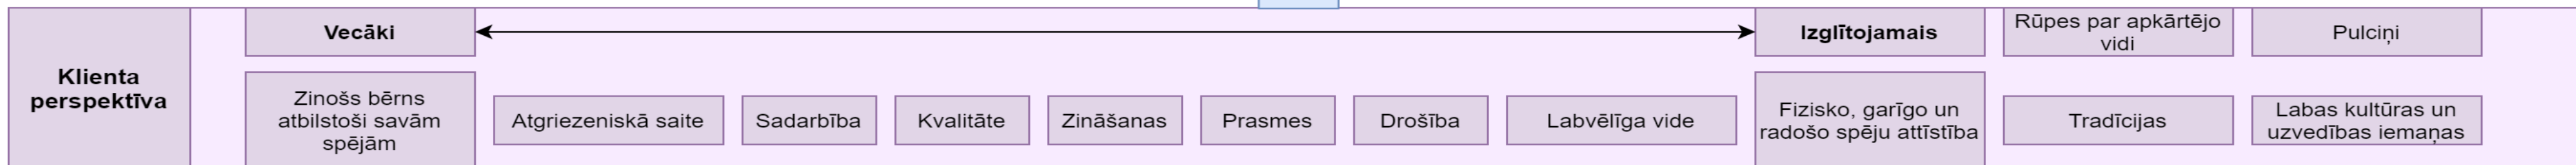 Klienta
perspektīva
Vecāki
Izglītojamais
Rūpes par apkārtējo
vidi
Pulciņi
Zinošs bērns
atbilstoši savām
spējām
Atgriezeniskā saite
Sadarbība
Kvalitāte
Zināšanas
Prasmes
Drošība
Labvēlīga vide
Fizisko, garīgo un
radošo spēju attīstība
Tradīcijas
Labas kultūras un
uzvedības iemaņas